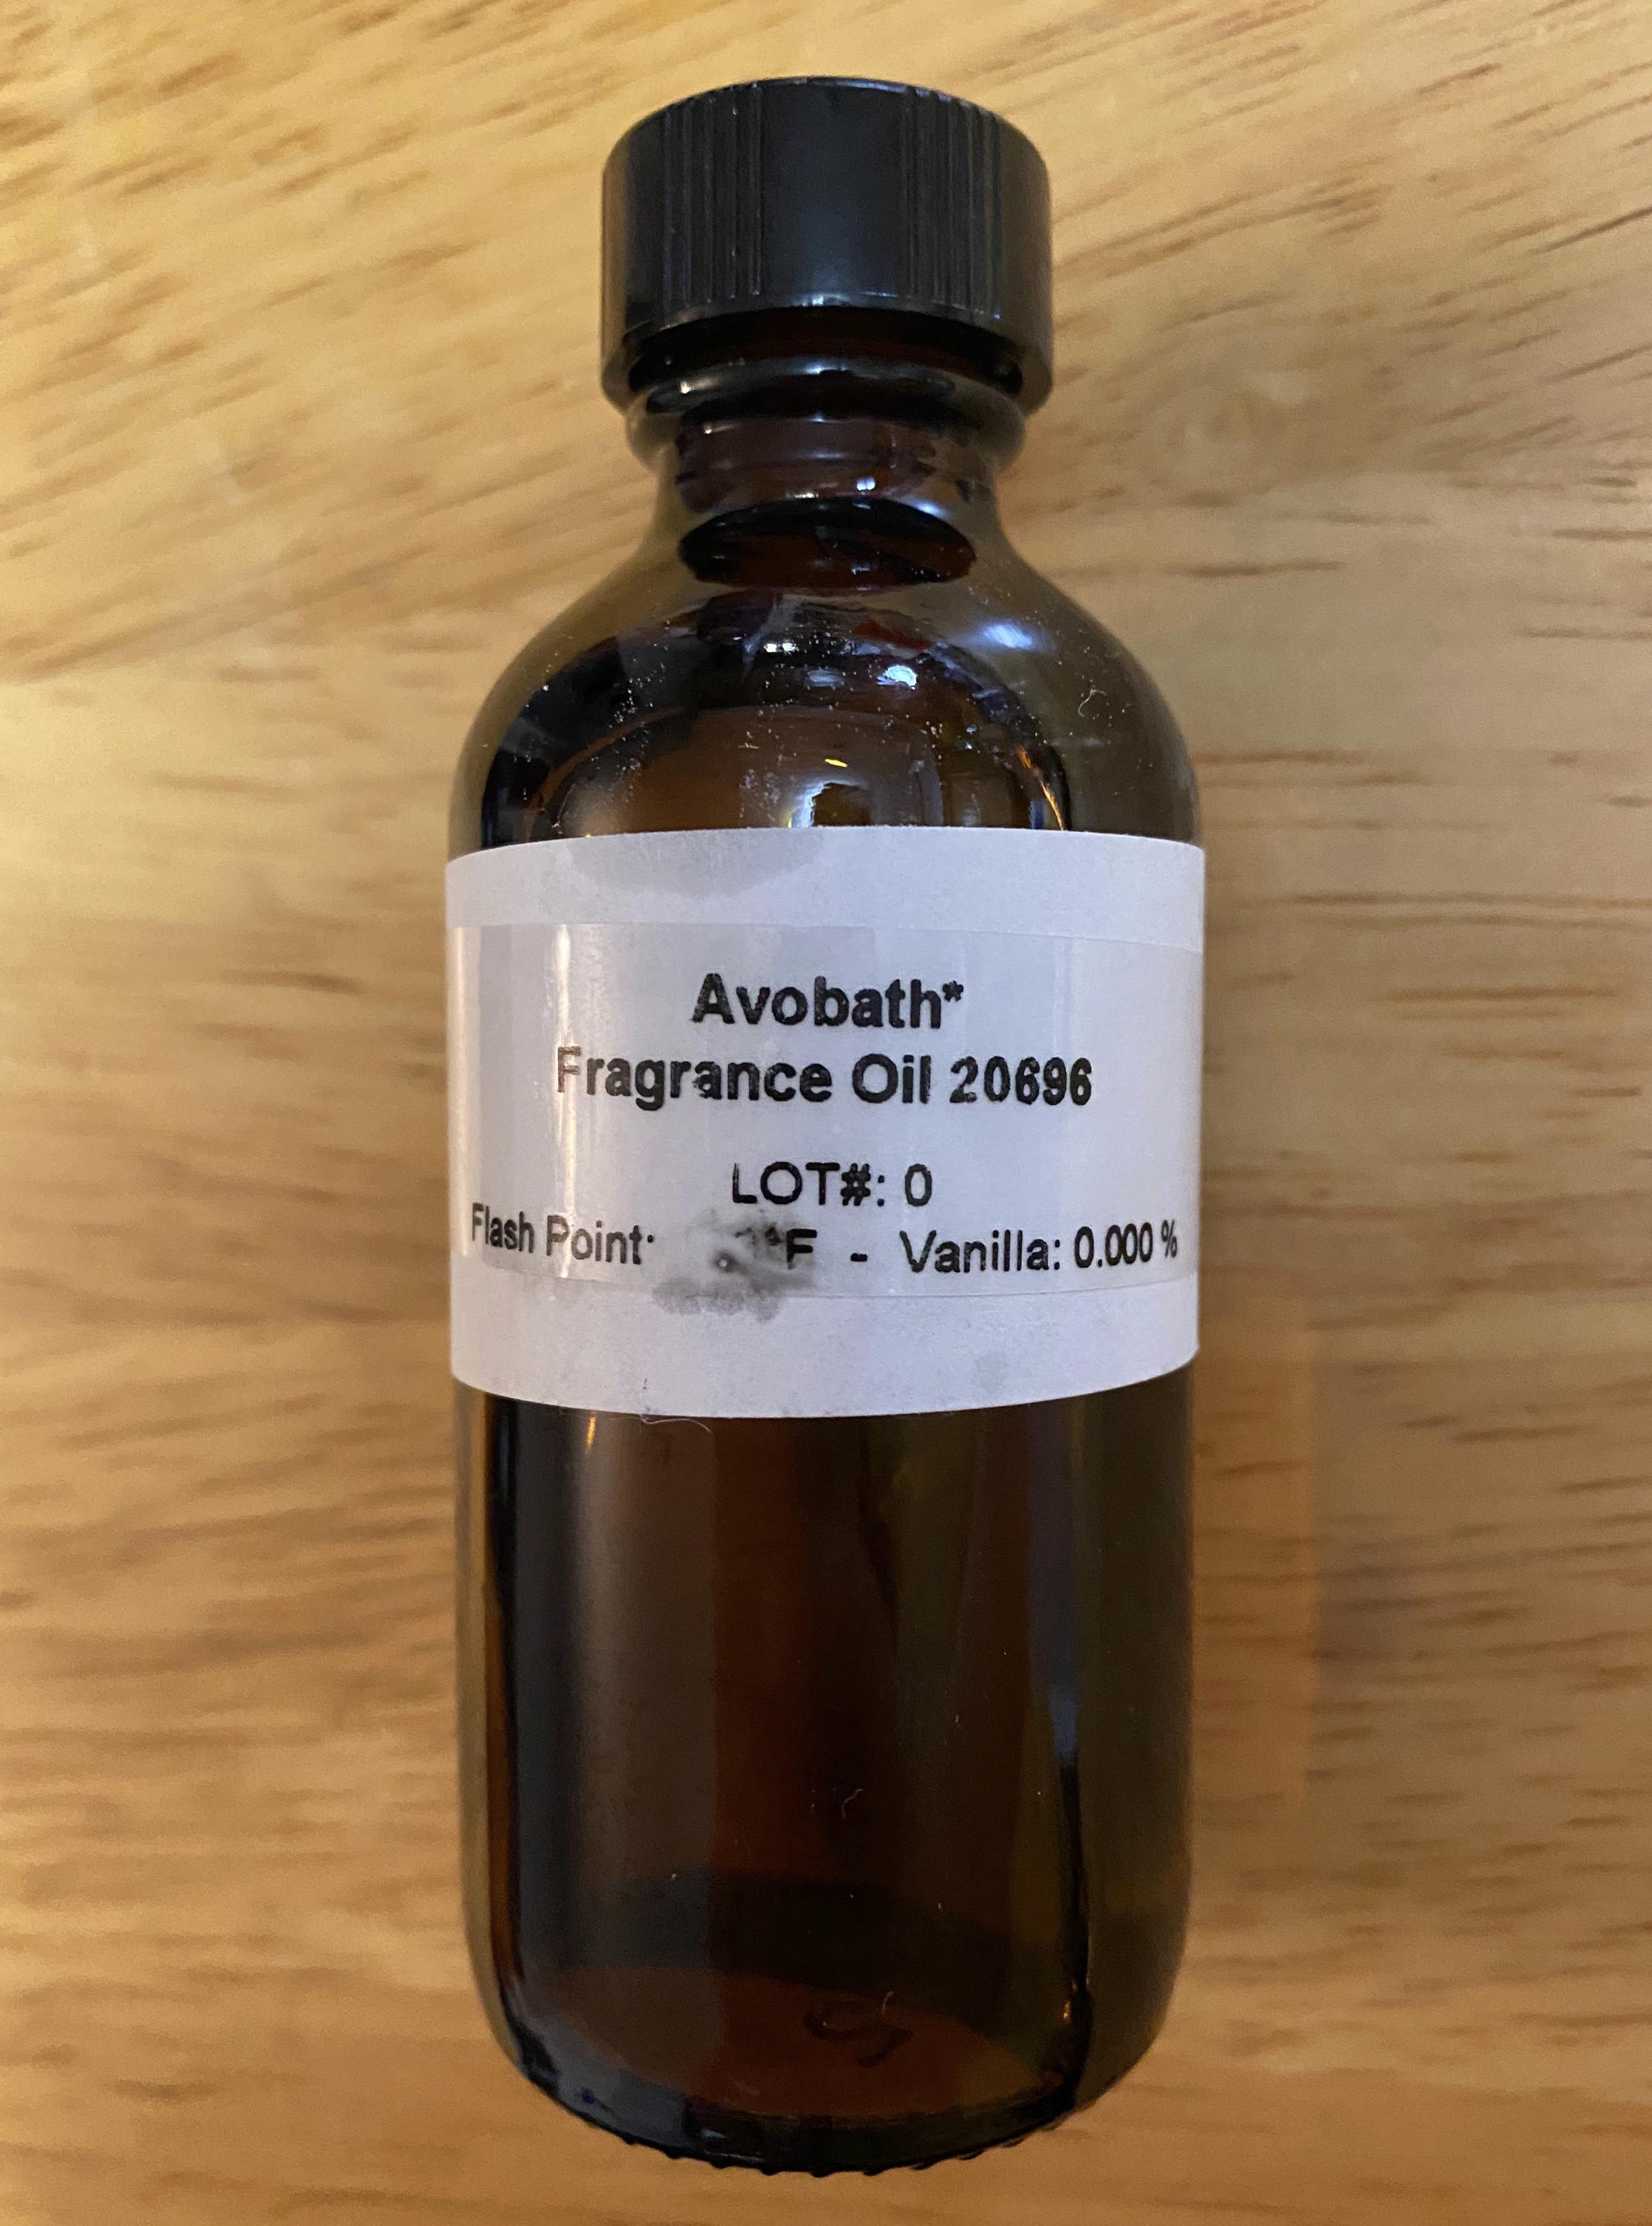 Avobath*
Fragrance Oil 20696
LOT#: 0
Flash Point: °F - Vanilla: 0.000 %